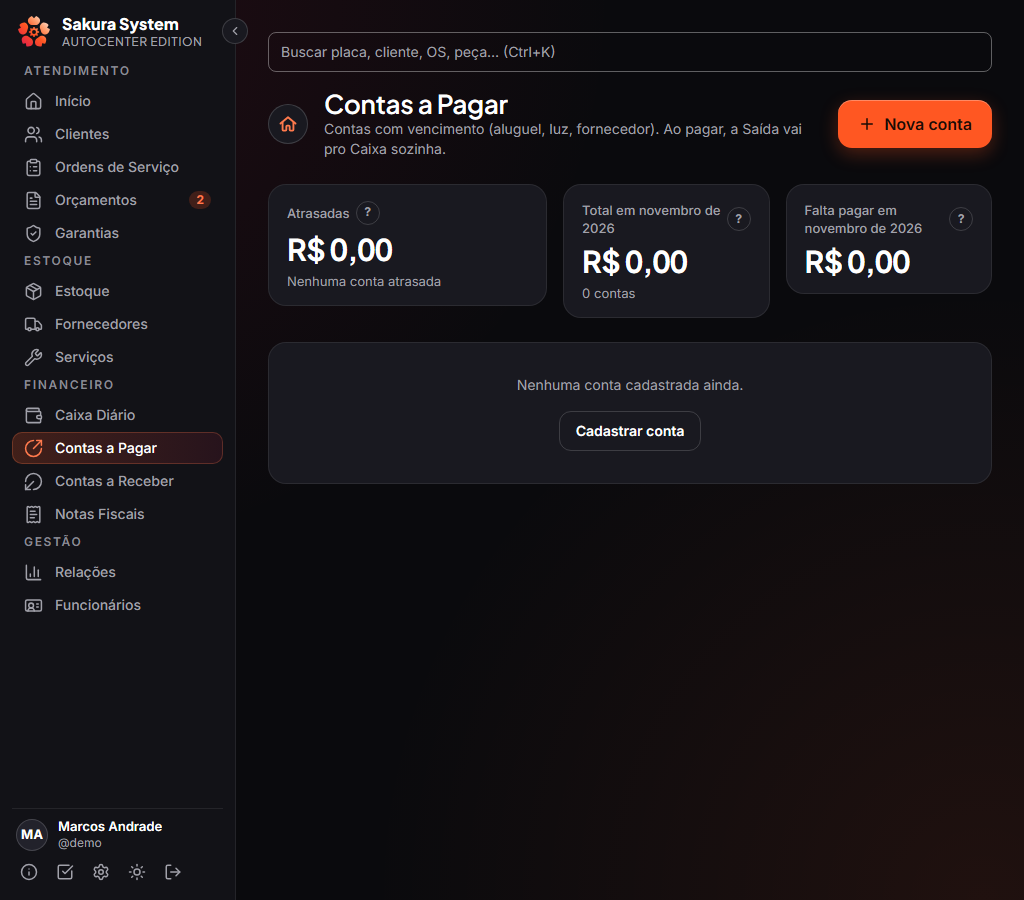 Sakura System
AUTOCENTER EDITION
ATENDIMENTO
Início
Clientes
Ordens de Serviço
Orçamentos 2
Garantias
ESTOQUE
Estoque
Fornecedores
Serviços
FINANCEIRO
Caixa Diário
Contas a Pagar
Contas a Receber
Notas Fiscais
GESTÃO
Relações
Funcionários
MA
Marcos Andrade
@demo
Buscar placa, cliente, OS, peça... (Ctrl+K)
Contas a Pagar
Contas com vencimento (aluguel, luz, fornecedor). Ao pagar, a Saída vai
pro Caixa sozinha.
+ Nova conta
Atrasadas ?
R$ 0,00
Nenhuma conta atrasada
Total em novembro de
2026
?
R$ 0,00
0 contas
Falta pagar em
novembro de 2026
?
R$ 0,00
Nenhuma conta cadastrada ainda.
Cadastrar conta